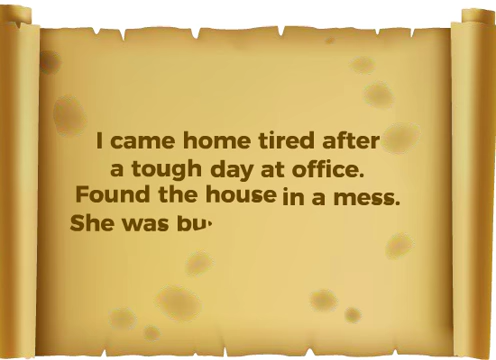 I came home tired after
a tough day at office.
Found the house in a mess.
She was bu